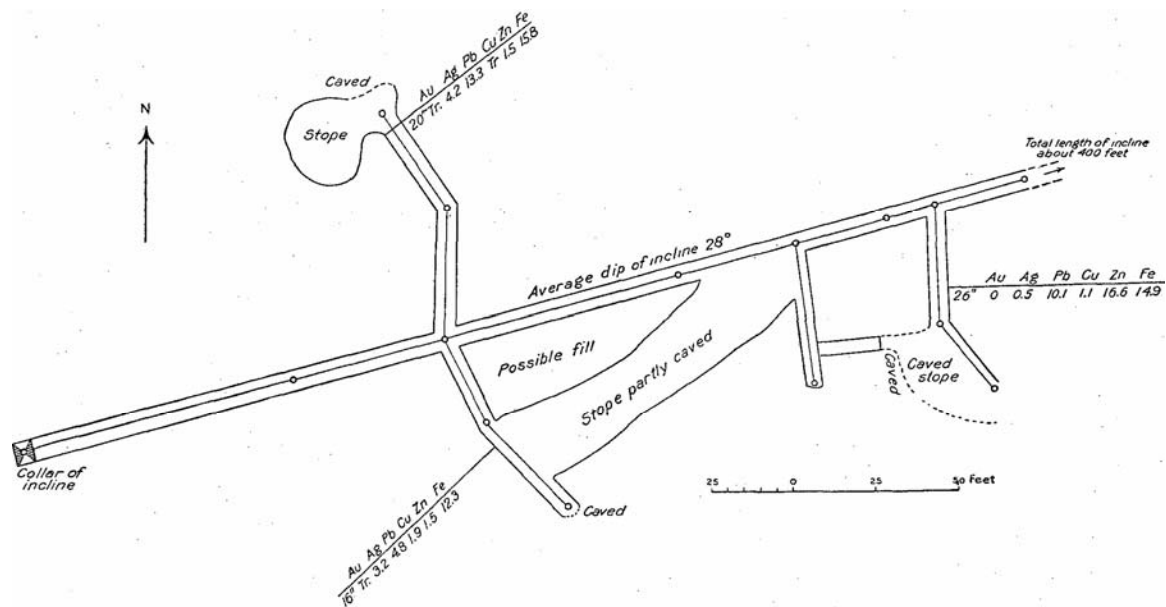 Au Ag Pb Cu Zn Fe
20" Tr. 4.2 13.3 Tr 1.5 15.8
Caved
N
Stope
Total length of incline
about 400 feet
Average dip of incline 28°
Au Ag Pb Cu Zn Fe
26" 0 0.5 10.1 1.1 16.6 14.9
Possible fill
Stope partly caved
Caved
Caved
stope
Collar of
incline
25 0 25 50 Feet
Caved
Au Ag Pb Cu Zn Fe
16" Tr. 3.2 4.8 1.9 1.5 12.3